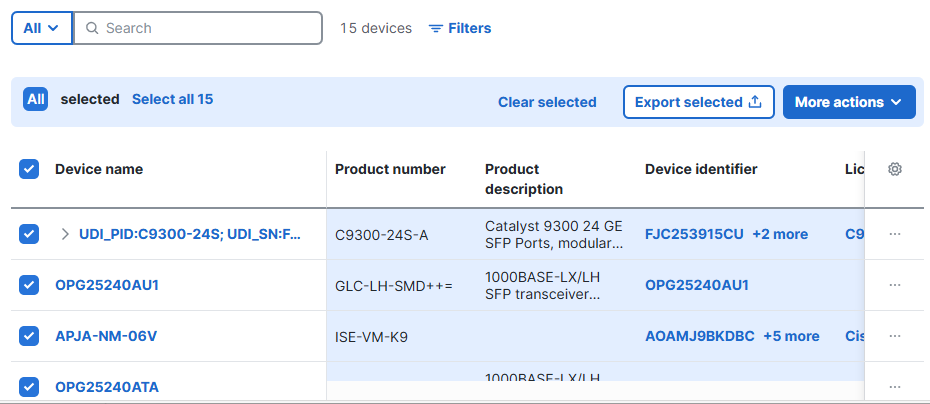 All Search 15 devices Filters
All selected Select all 15 Clear selected Export selected More actions
Device name Product number Product description Device identifier Lic
UDI_PID:C9300-24S; UDI_SN:F... C9300-24S-A Catalyst 9300 24 GE SFP Ports, modular... FJC253915CU +2 more C9
OPG25240AU1 GLC-LH-SMD++= 1000BASE-LX/LH SFP transceiver... OPG25240AU1
APJA-NM-06V ISE-VM-K9 AOAMJ9BKDBC +5 more Cis
OPG25240ATA 1000BASE-LX/LH